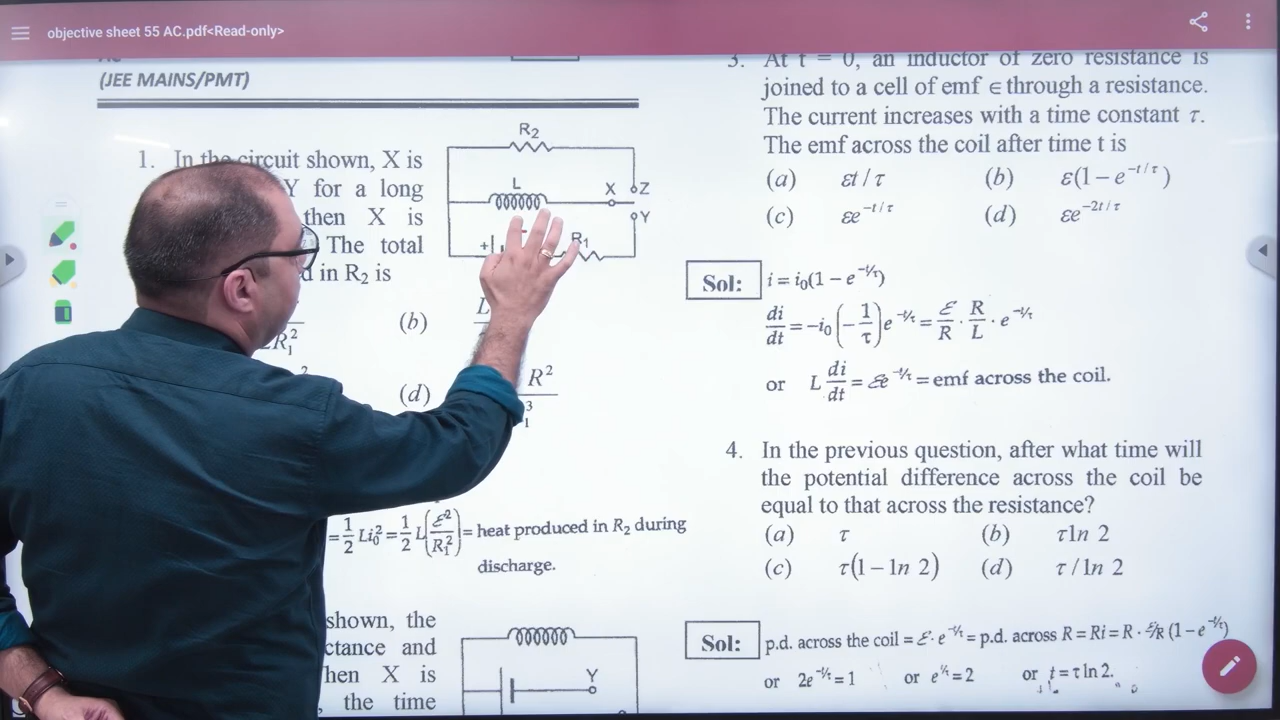 objective sheet 55 AC.pdf<Read-only>
(JEE MAINS/PMT)
1. In the circuit shown, X is
Y for a long
then X is
The total
in R₂ is
R₂
L
X
Z
Y
R₁
+
(b)
L
R₁²
2
(d)
R²
3
1
= 1/2 Li₀² = 1/2 L(ℰ²/R₁²) = heat produced in R₂ during
discharge.
shown, the
ctance and
hen X is
the time
Y
3. At t = 0, an inductor of zero resistance is
joined to a cell of emf ∈ through a resistance.
The current increases with a time constant τ.
The emf across the coil after time t is
(a) εt / τ (b) ε(1 − e^(−t/τ))
(c) εe^(−t/τ) (d) εe^(−2t/τ)
Sol: i = i₀(1 − e^(−t/τ))
di/dt = −i₀(−1/τ)e^(−t/τ) = ℰ/R · R/L · e^(−t/τ)
or L di/dt = ℰe^(−t/τ) = emf across the coil.
4. In the previous question, after what time will
the potential difference across the coil be
equal to that across the resistance?
(a) τ (b) τ ln 2
(c) τ(1 − ln 2) (d) τ / ln 2
Sol: p.d. across the coil = ℰ · e^(−t/τ) = p.d. across R = Ri = R · ℰ/R (1 − e^(−t/τ))
or 2e^(−t/τ) = 1 or e^(t/τ) = 2 or t = τ ln 2.